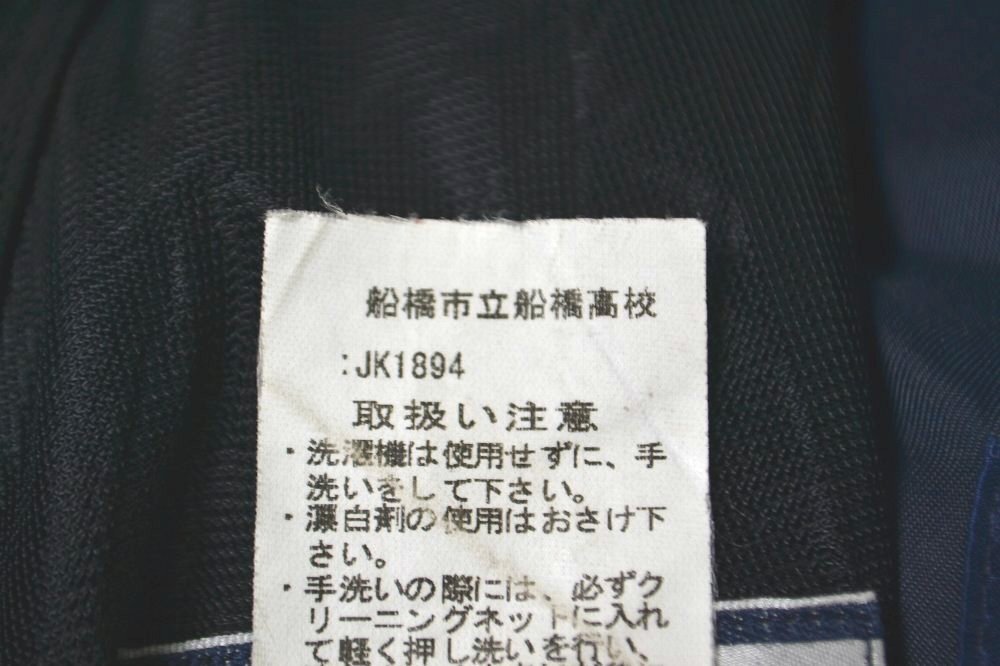 船橋市立船橋高校
:JK1894
取扱い注意
・洗濯機は使用せずに、手
洗いをして下さい。
・漂白剤の使用はおさけ下
さい。
・手洗いの際には、必ずク
リーニングネットに入れ
て軽く押し洗いを行い、